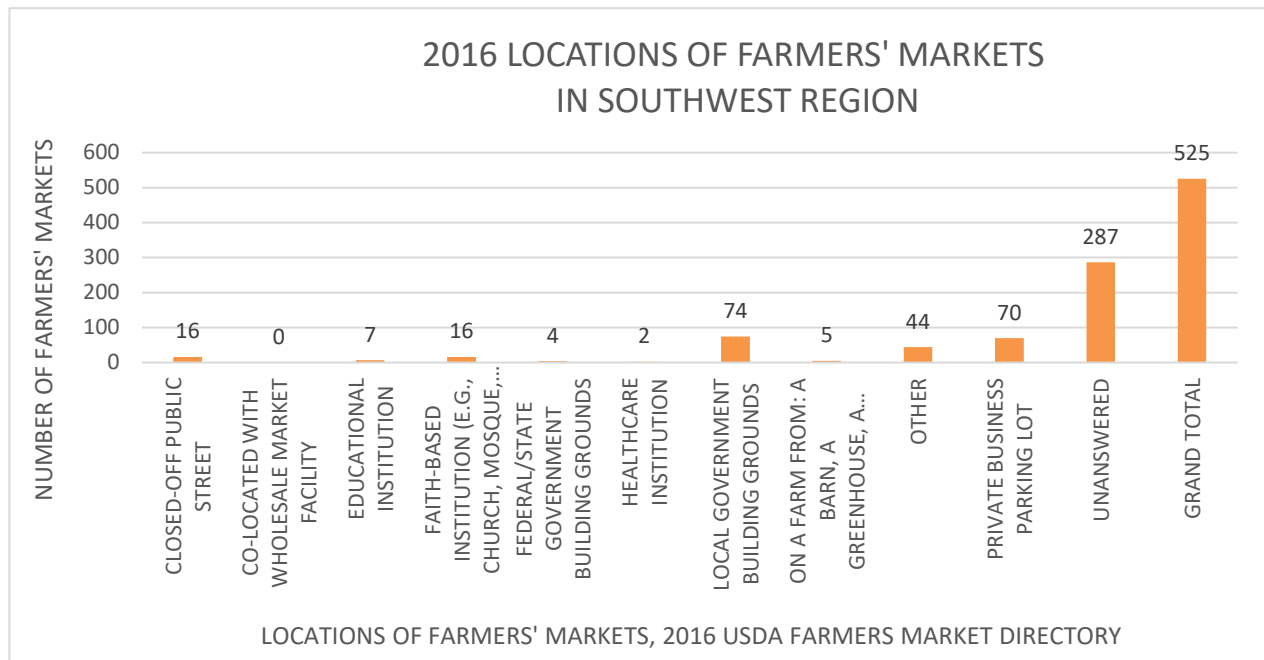 2016 LOCATIONS OF FARMERS' MARKETS
IN SOUTHWEST REGION
NUMBER OF FARMERS' MARKETS
600
500
400
300
200
100
0
16
0
7
16
4
2
74
5
44
70
287
525
CLOSED-OFF PUBLIC
STREET
CO-LOCATED WITH
WHOLESALE MARKET
FACILITY
EDUCATIONAL
INSTITUTION
FAITH-BASED
INSTITUTION (E.G.,
CHURCH, MOSQUE,...
FEDERAL/STATE
GOVERNMENT
BUILDING GROUNDS
HEALTHCARE
INSTITUTION
LOCAL GOVERNMENT
BUILDING GROUNDS
ON A FARM FROM: A
BARN, A
GREENHOUSE, A...
OTHER
PRIVATE BUSINESS
PARKING LOT
UNANSWERED
GRAND TOTAL
LOCATIONS OF FARMERS' MARKETS, 2016 USDA FARMERS MARKET DIRECTORY